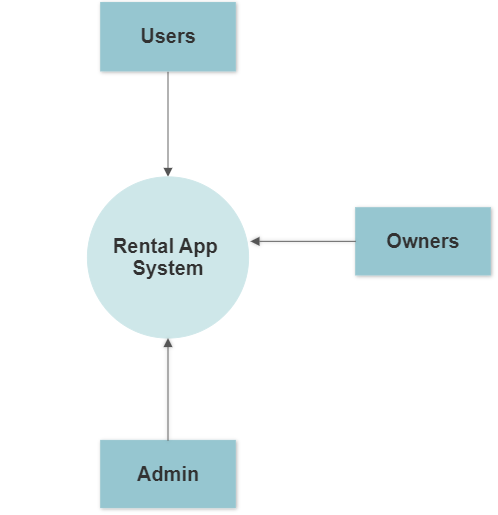 Users
Rental App
System
Owners
Admin